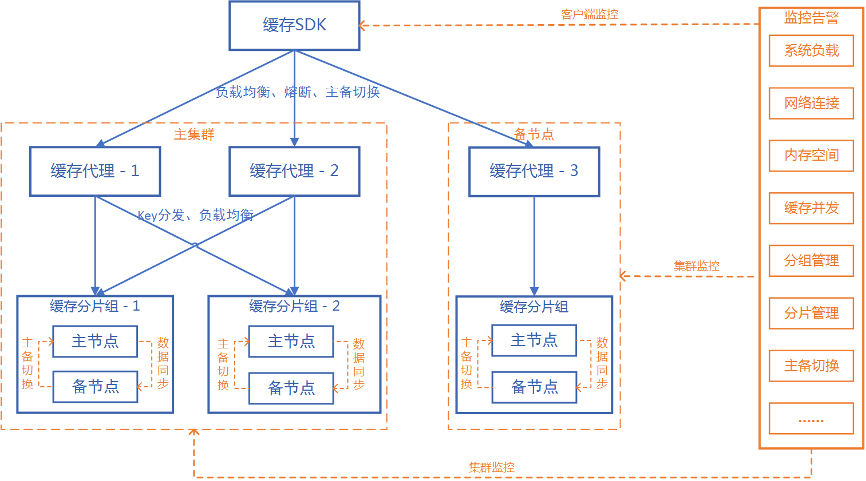 缓存SDK
客户端监控
监控告警
系统负载
网络连接
内存空间
缓存并发
分组管理
分片管理
主备切换
......
负载均衡、熔断、主备切换
主集群
备节点
缓存代理 - 1
缓存代理 - 2
缓存代理 - 3
Key分发、负载均衡
集群监控
缓存分片组 - 1
主节点
备节点
主备切换
数据同步
缓存分片组 - 2
主节点
备节点
主备切换
数据同步
缓存分片组
主节点
备节点
主备切换
数据同步
集群监控